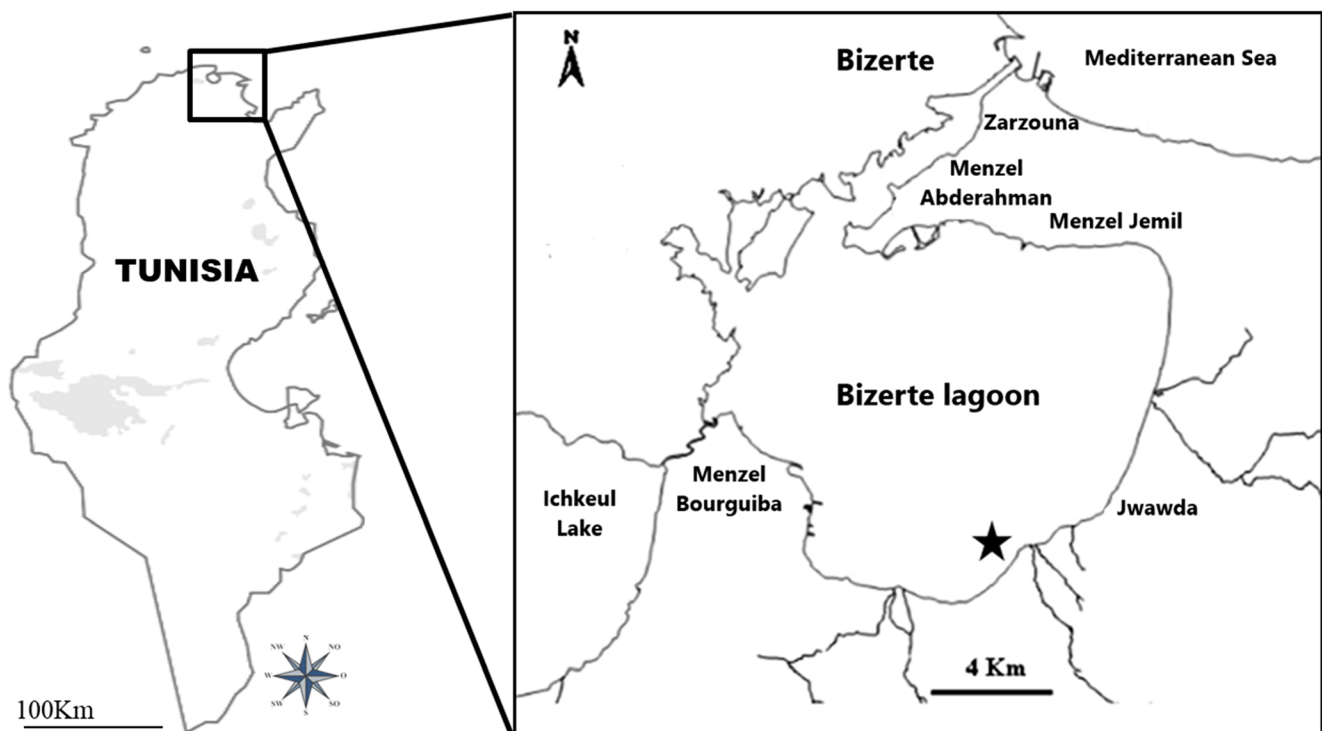 TUNISIA
N
NW
NO
W
O
SW
SO
S
100Km
N
Bizerte
Mediterranean Sea
Zarzouna
Menzel
Abderahman
Menzel Jemil
Bizerte lagoon
Ichkeul
Lake
Menzel
Bourguiba
Jwawda
4 Km